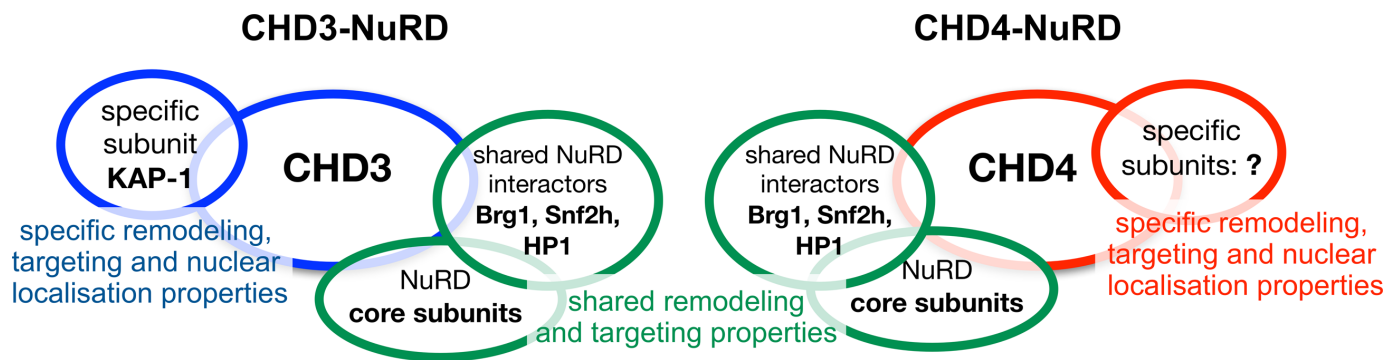 CHD3-NuRD
specific
subunit
KAP-1
CHD3
shared NuRD
interactors
Brg1, Snf2h,
HP1
NuRD
core subunits
specific remodeling,
targeting and nuclear
localisation properties
shared remodeling
and targeting properties
CHD4-NuRD
shared NuRD
interactors
Brg1, Snf2h,
HP1
CHD4
specific
subunits: ?
NuRD
core subunits
specific remodeling,
targeting and nuclear
localisation properties